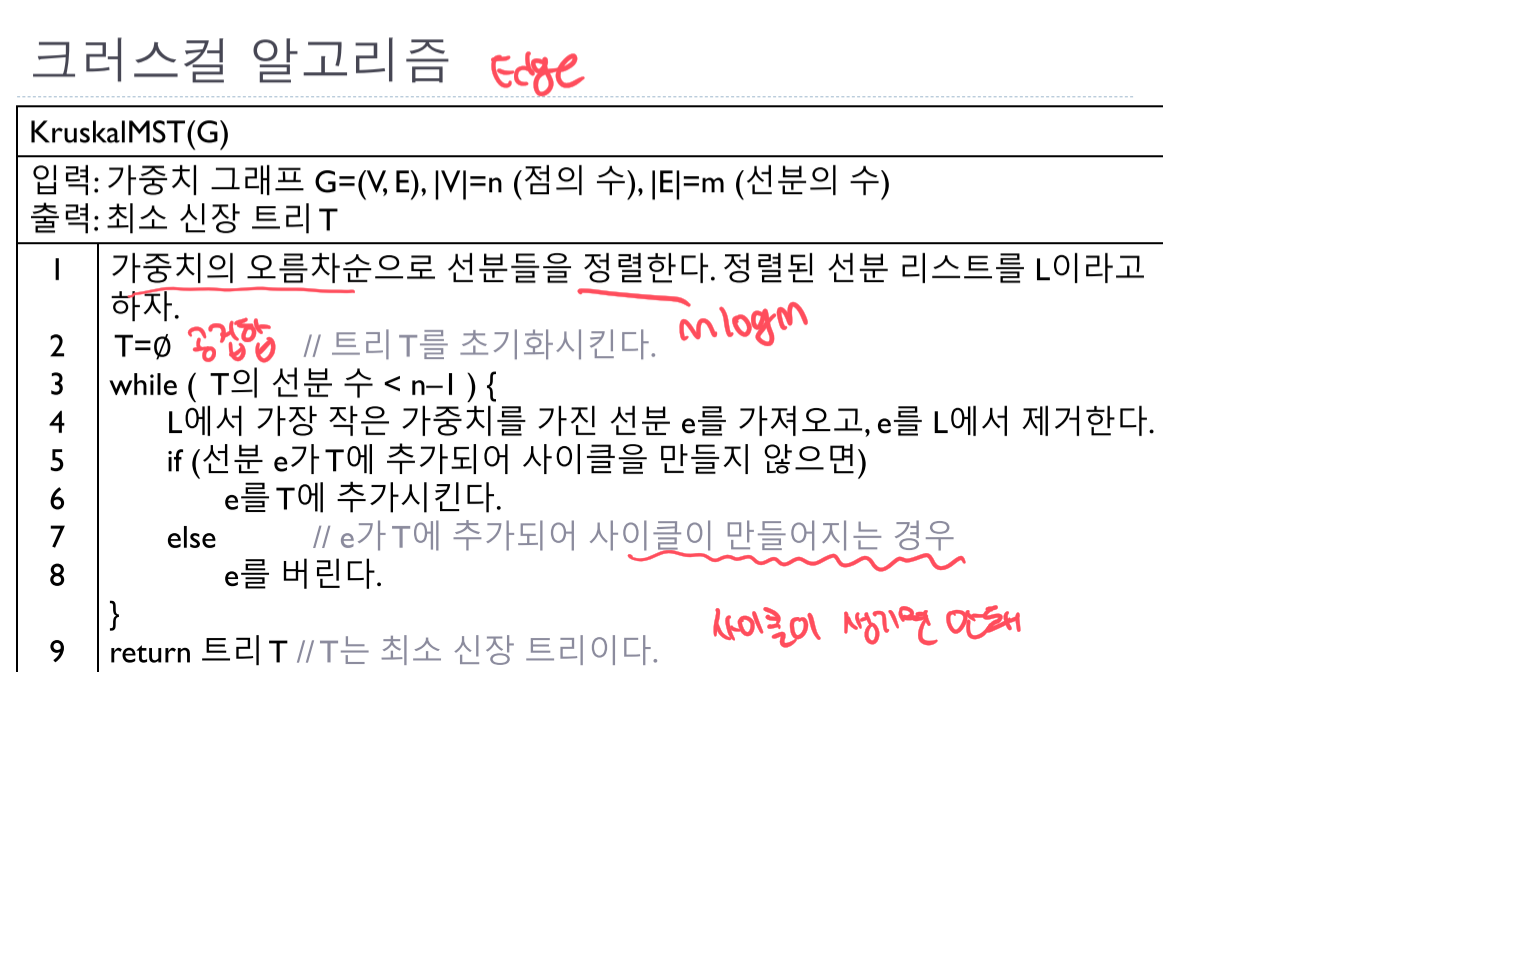 크러스컬 알고리즘 Edge
KruskalMST(G)
입력: 가중치 그래프 G=(V, E), |V|=n (점의 수), |E|=m (선분의 수)
출력: 최소 신장 트리 T
1 가중치의 오름차순으로 선분들을 정렬한다. 정렬된 선분 리스트를 L이라고
하자.
mlogm
2 T=∅ 공집합 // 트리 T를 초기화시킨다.
3 while ( T의 선분 수 < n–1 ) {
4 L에서 가장 작은 가중치를 가진 선분 e를 가져오고, e를 L에서 제거한다.
5 if (선분 e가 T에 추가되어 사이클을 만들지 않으면)
6 e를 T에 추가시킨다.
7 else // e가 T에 추가되어 사이클이 만들어지는 경우
8 e를 버린다.
}
사이클이 생기면 안돼
9 return 트리 T // T는 최소 신장 트리이다.